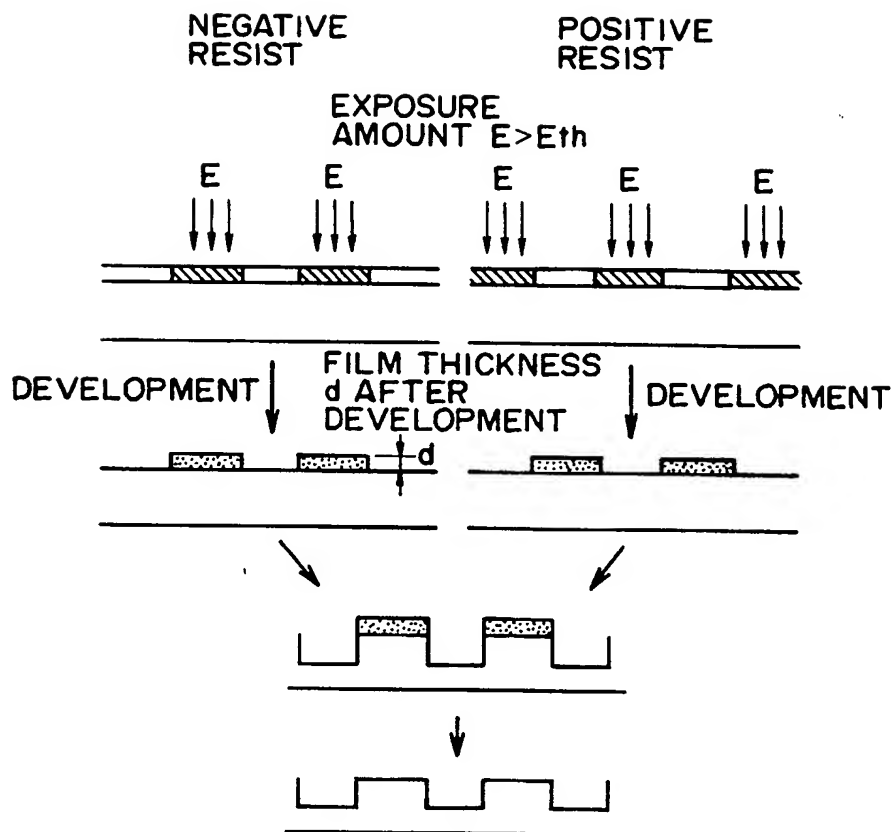 NEGATIVE
RESIST
POSITIVE
RESIST
EXPOSURE
AMOUNT E>Eth
E
E
E
E
E
DEVELOPMENT
FILM THICKNESS
d AFTER
DEVELOPMENT
DEVELOPMENT
d